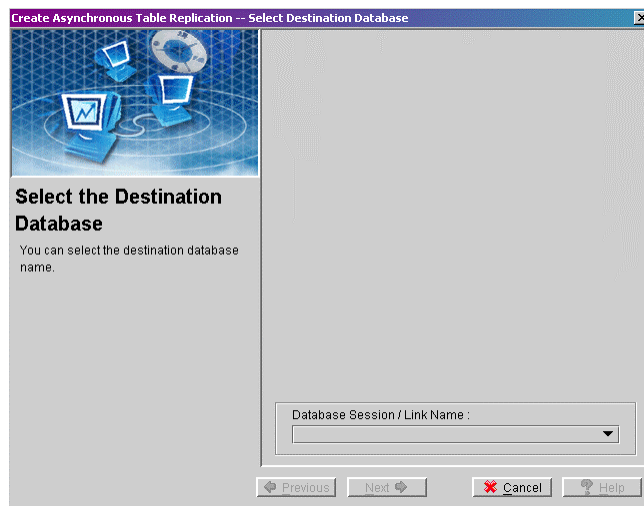 Create Asynchronous Table Replication -- Select Destination Database
Select the Destination
Database
You can select the destination database
name.
Database Session / Link Name :
Previous
Next
Cancel
Help